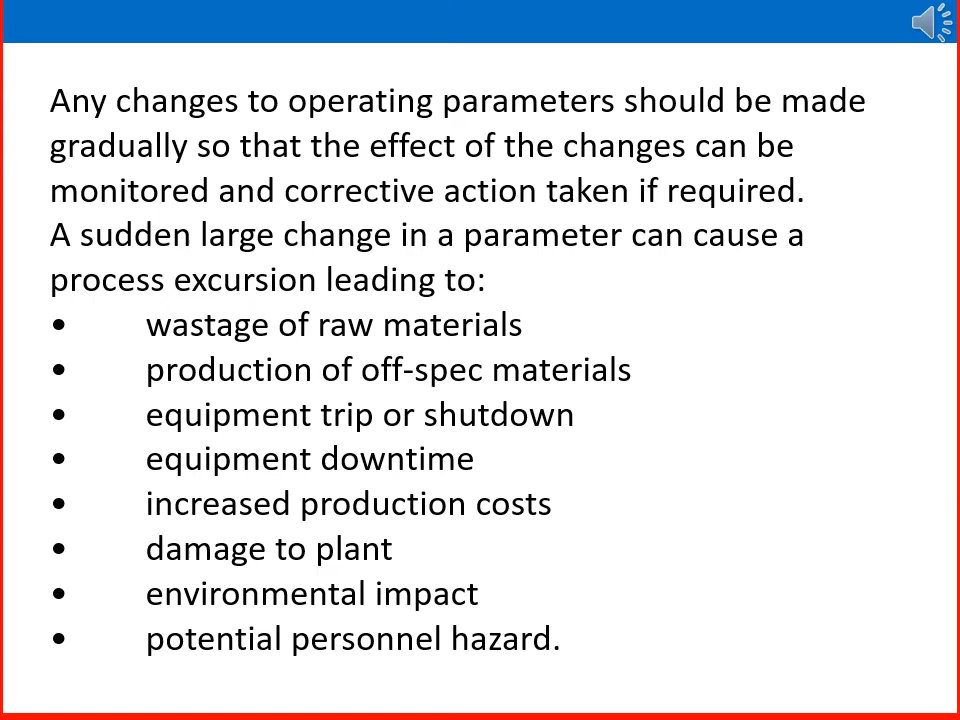 Any changes to operating parameters should be made
gradually so that the effect of the changes can be
monitored and corrective action taken if required.
A sudden large change in a parameter can cause a
process excursion leading to:
• wastage of raw materials
• production of off-spec materials
• equipment trip or shutdown
• equipment downtime
• increased production costs
• damage to plant
• environmental impact
• potential personnel hazard.